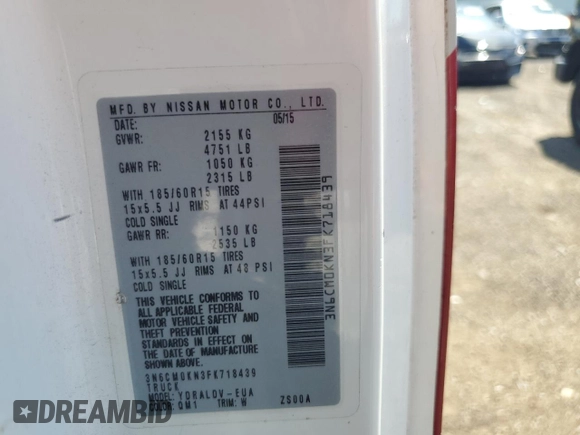 MFD. BY NISSAN MOTOR CO., LTD.
DATE: 05/15
GVWR: 2155 KG
4751 LB
GAWR FR: 1050 KG
2315 LB
WITH 185/60R15 TIRES
15x5.5 JJ RIMS AT 44PSI
COLD SINGLE
GAWR RR: 1150 KG
2535 LB
WITH 185/60R15 TIRES
15x5.5 JJ RIMS AT 48 PSI
COLD SINGLE
THIS VEHICLE CONFORMS TO
ALL APPLICABLE FEDERAL
MOTOR VEHICLE SAFETY AND
THEFT PREVENTION
STANDARDS IN EFFECT ON
THE DATE OF MANUFACTURE
SHOWN ABOVE.
3N6CM0KN3FK718439
TRUCK
MODEL: YDRALDV-EUA
COLOR: QM1 TRIM: W ZS00A
3N6CM0KN3FK718439
DREAMBID